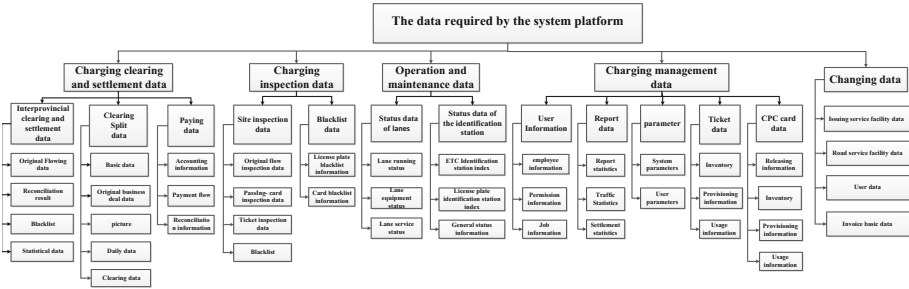 The data required by the system platform
Charging clearing
and settlement data
Charging
inspection data
Operation and
maintenance data
Charging management
data
Changing data
Interprovincial
clearing and
settlement
data
Clearing
Split
data
Paying
data
Site inspection
data
Blacklist
data
Status data
of lanes
Status data of
the identification
station
User
Information
Report
data
parameter
Ticket
data
CPC card
data
Issuing service facility data
Road service facility data
User data
Invoice basic data
Original Flowing
data
Reconciliation
result
Blacklist
Statistical data
Basic data
Original business
deal data
picture
Daily data
Clearing data
Accounting
information
Payment flow
Reconciliatio
n information
Original flow
inspection data
Passlng- card
inspection data
Ticket inspection
data
Blacklist
License plate
blacklist
information
Card blacklist
information
Lane running
status
Lane
equipment
status
Lane service
status
ETC Identification
station index
License plate
identification station
index
General status
information
employee
information
Permission
information
Job
information
Report
statistics
Traffic
Statistics
Settlement
statistics
System
parameters
User
parameters
Inventory
Provisioning
information
Usage
information
Releasing
information
Inventory
Provisioning
information
Usage
information